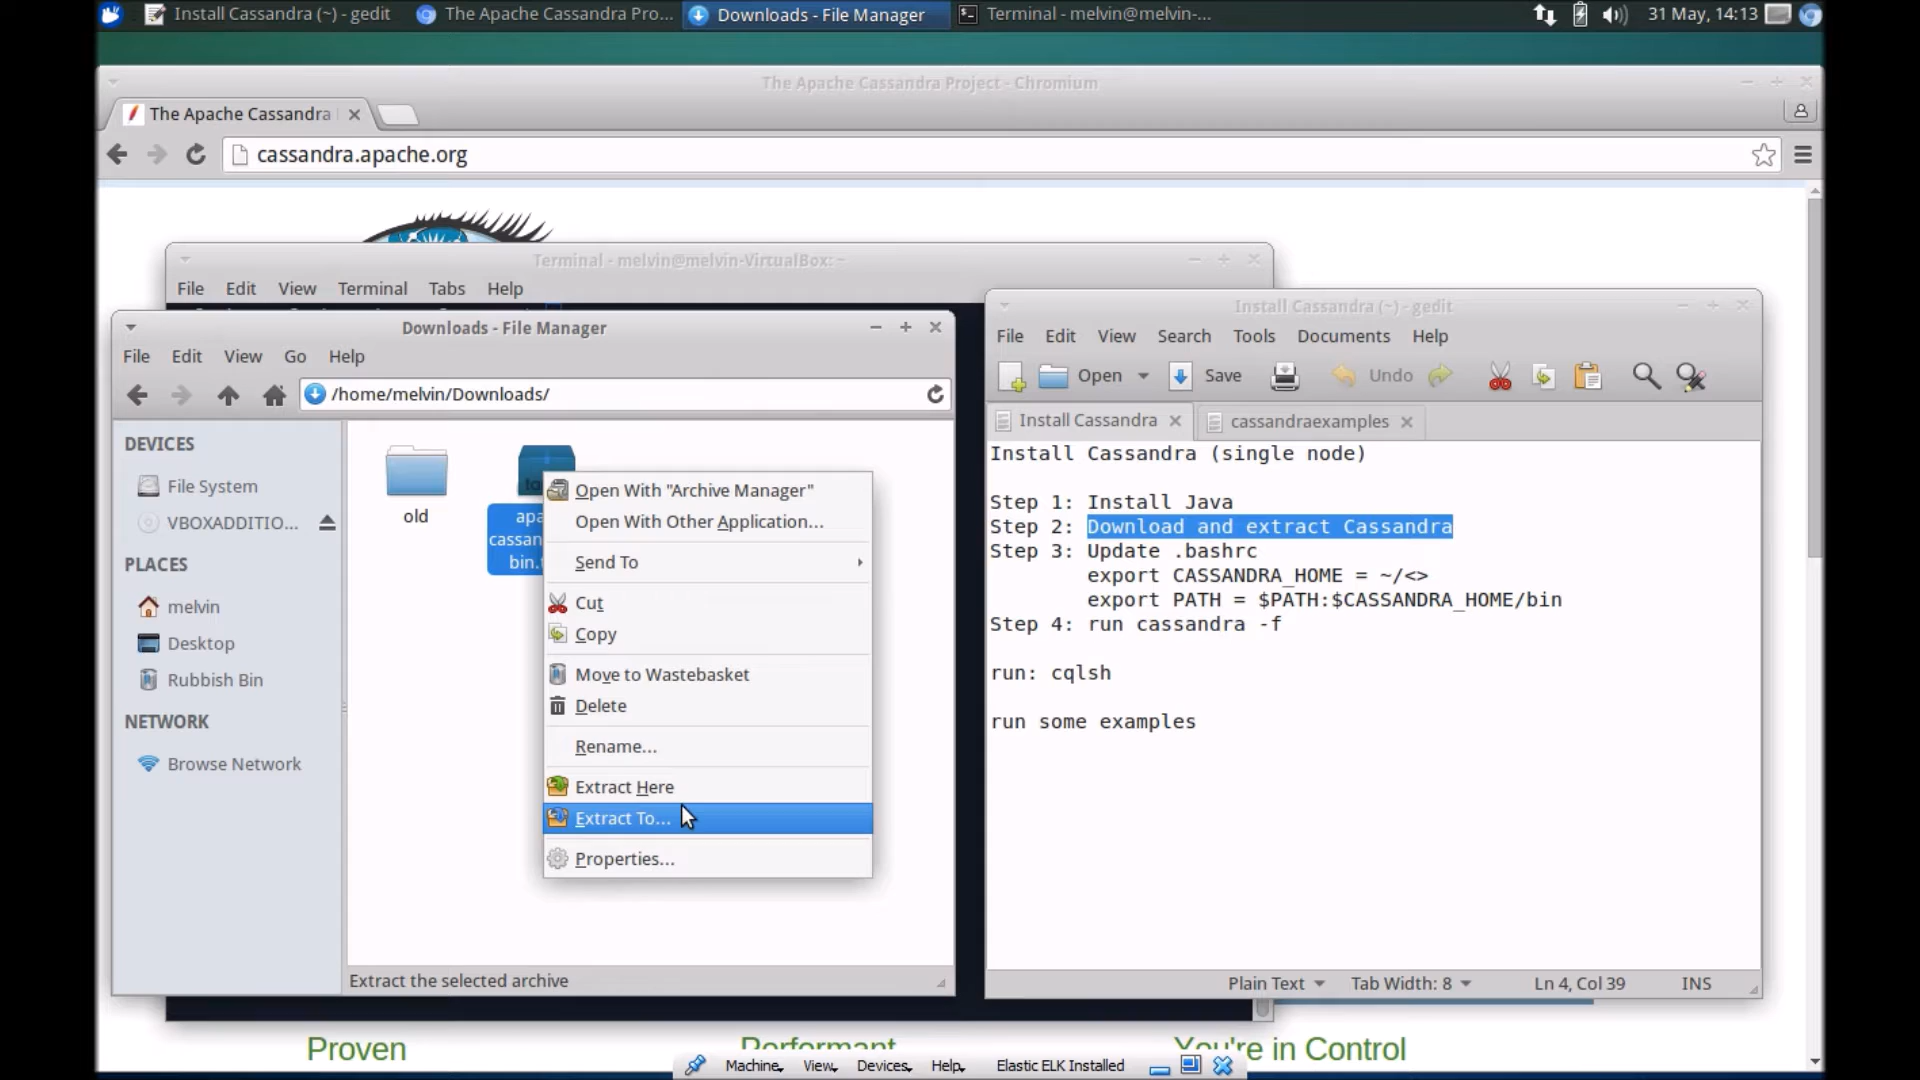 Install Cassandra (~) - gedit
The Apache Cassandra Pro...
Downloads - File Manager
Terminal - melvin@melvin-...
31 May, 14:13
The Apache Cassandra Project - Chromium
The Apache Cassandra
cassandra.apache.org
Terminal - melvin@melvin-VirtualBox: ~
File Edit View Terminal Tabs Help
Downloads - File Manager
File Edit View Go Help
/home/melvin/Downloads/
DEVICES
File System
VBOXADDITIO...
PLACES
melvin
Desktop
Rubbish Bin
NETWORK
Browse Network
old
Open With "Archive Manager"
Open With Other Application...
Send To
Cut
Copy
Move to Wastebasket
Delete
Rename...
Extract Here
Extract To...
Properties...
Extract the selected archive
Install Cassandra (~) - gedit
File Edit View Search Tools Documents Help
Open Save Undo
Install Cassandra
cassandraexamples
Install Cassandra (single node)
Step 1: Install Java
Step 2: Download and extract Cassandra
Step 3: Update .bashrc
export CASSANDRA_HOME = ~/<>
export PATH = $PATH:$CASSANDRA_HOME/bin
Step 4: run cassandra -f
run: cqlsh
run some examples
Plain Text Tab Width: 8 Ln 4, Col 39 INS
Proven
Performant
You're in Control
Machine View Devices Help Elastic ELK Installed